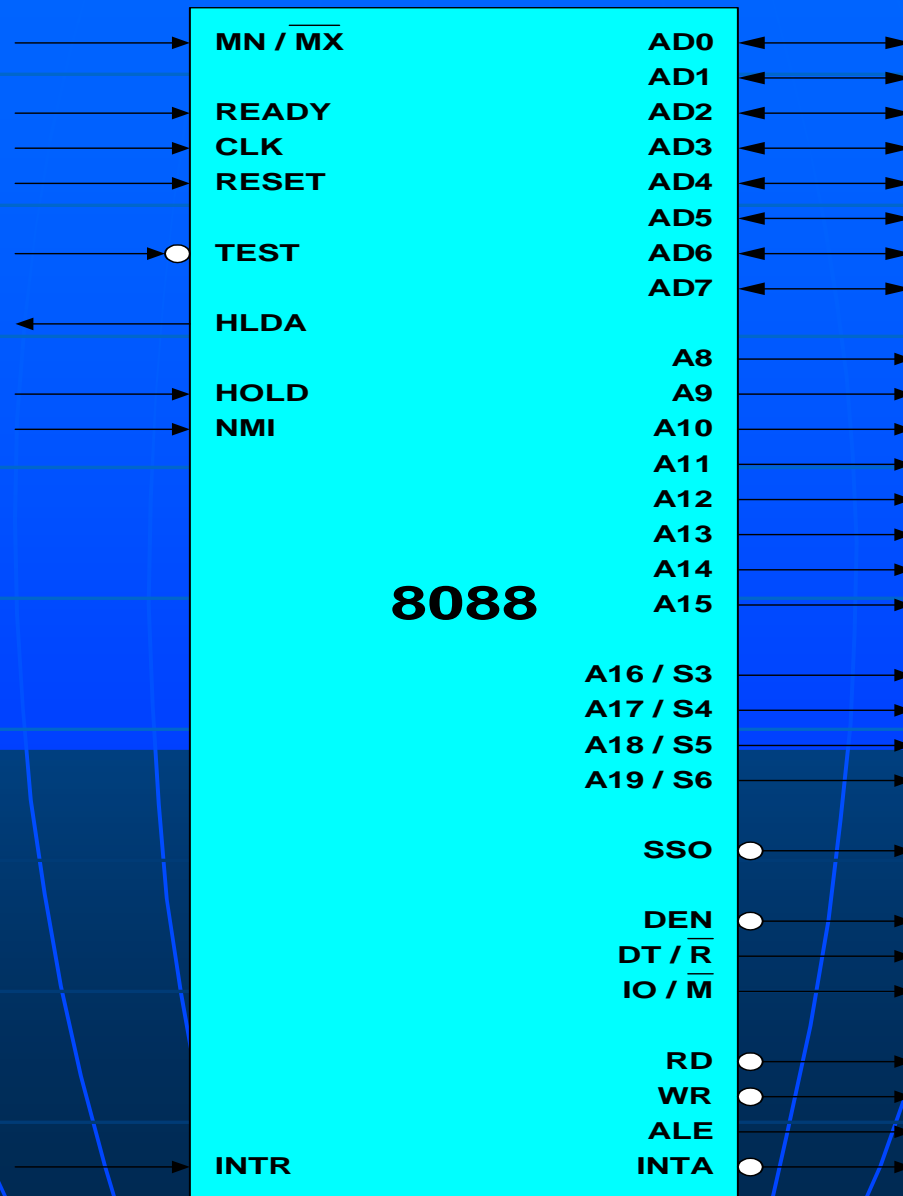 MN / M̅X̅ AD0
AD1
READY AD2
CLK AD3
RESET AD4
AD5
TEST AD6
AD7
HLDA
A8
HOLD A9
NMI A10
A11
A12
A13
A14
8088 A15
A16 / S3
A17 / S4
A18 / S5
A19 / S6
SSO
DEN
DT / R̅
IO / M̅
RD
WR
ALE
INTR INTA